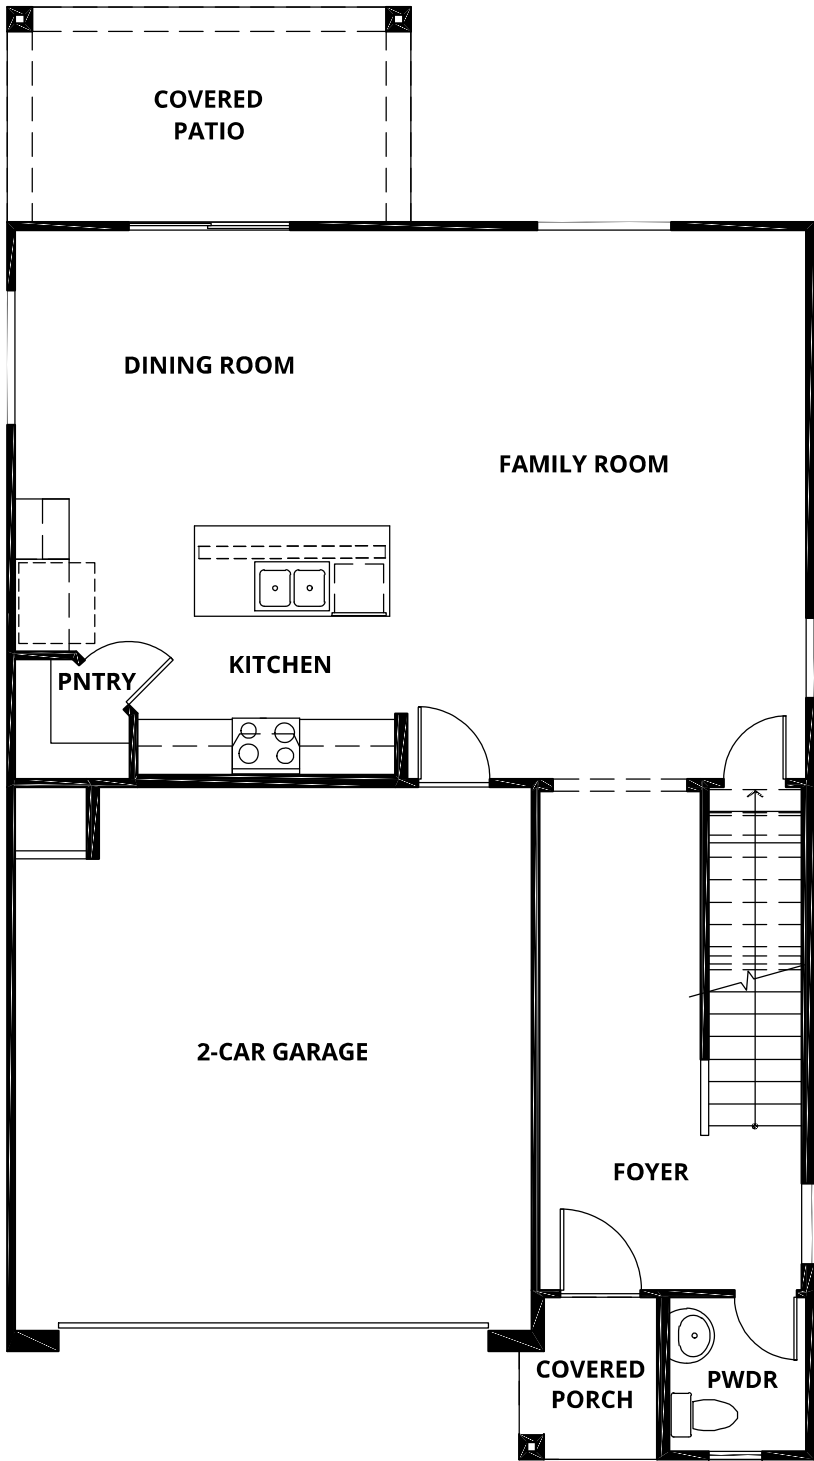 COVERED
PATIO
DINING ROOM
FAMILY ROOM
KITCHEN
PNTRY
2-CAR GARAGE
FOYER
COVERED
PORCH
PWDR